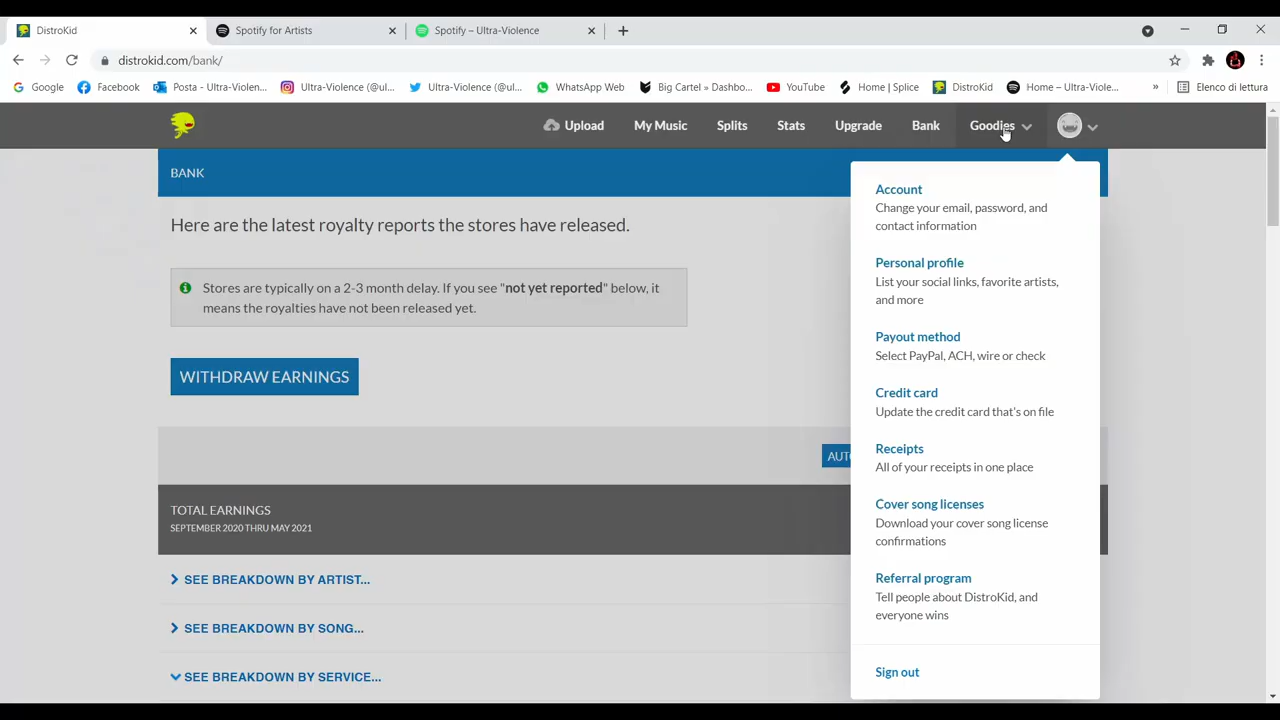 DistroKid
Spotify for Artists
Spotify – Ultra-Violence
distrokid.com/bank/
Google
Facebook
Posta - Ultra Violen...
Ultra-Violence (@ul...
Ultra-Violence (@ul...
WhatsApp Web
Big Cartel » Dashbo...
YouTube
Home | Splice
DistroKid
Home – Ultra-Viole...
»
Elenco di lettura
Upload
My Music
Splits
Stats
Upgrade
Bank
Goodies
BANK
Here are the latest royalty reports the stores have released.
Stores are typically on a 2-3 month delay. If you see "not yet reported" below, it
means the royalties have not been released yet.
WITHDRAW EARNINGS
AUT
TOTAL EARNINGS
SEPTEMBER 2020 THRU MAY 2021
SEE BREAKDOWN BY ARTIST...
SEE BREAKDOWN BY SONG...
SEE BREAKDOWN BY SERVICE...
Account
Change your email, password, and
contact information
Personal profile
List your social links, favorite artists,
and more
Payout method
Select PayPal, ACH, wire or check
Credit card
Update the credit card that's on file
Receipts
All of your receipts in one place
Cover song licenses
Download your cover song license
confirmations
Referral program
Tell people about DistroKid, and
everyone wins
Sign out